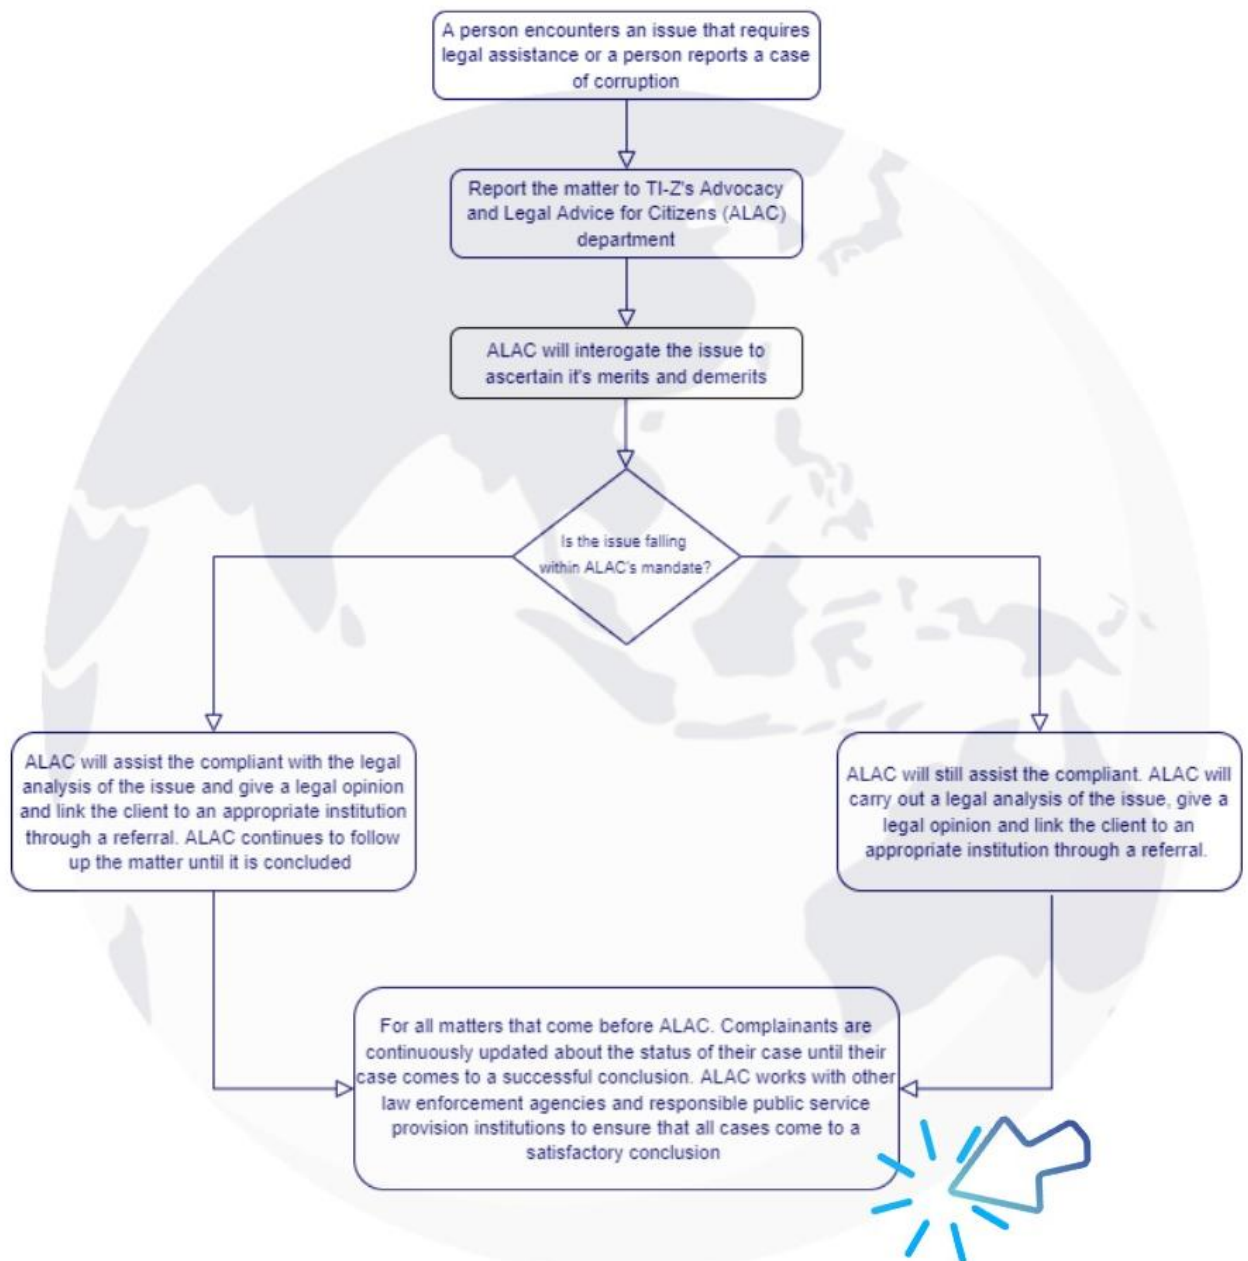 A person encounters an issue that requires
legal assistance or a person reports a case
of corruption
Report the matter to TI-Z's Advocacy
and Legal Advice for Citizens (ALAC)
department
ALAC will interogate the issue to
ascertain it's merits and demerits
Is the issue falling
within ALAC's mandate?
ALAC will assist the compliant with the legal
analysis of the issue and give a legal opinion
and link the client to an appropriate institution
through a referral. ALAC continues to follow
up the matter until it is concluded
ALAC will still assist the compliant. ALAC will
carry out a legal analysis of the issue, give a
legal opinion and link the client to an
appropriate institution through a referral.
For all matters that come before ALAC. Complainants are
continuously updated about the status of their case until their
case comes to a successful conclusion. ALAC works with other
law enforcement agencies and responsible public service
provision institutions to ensure that all cases come to a
satisfactory conclusion